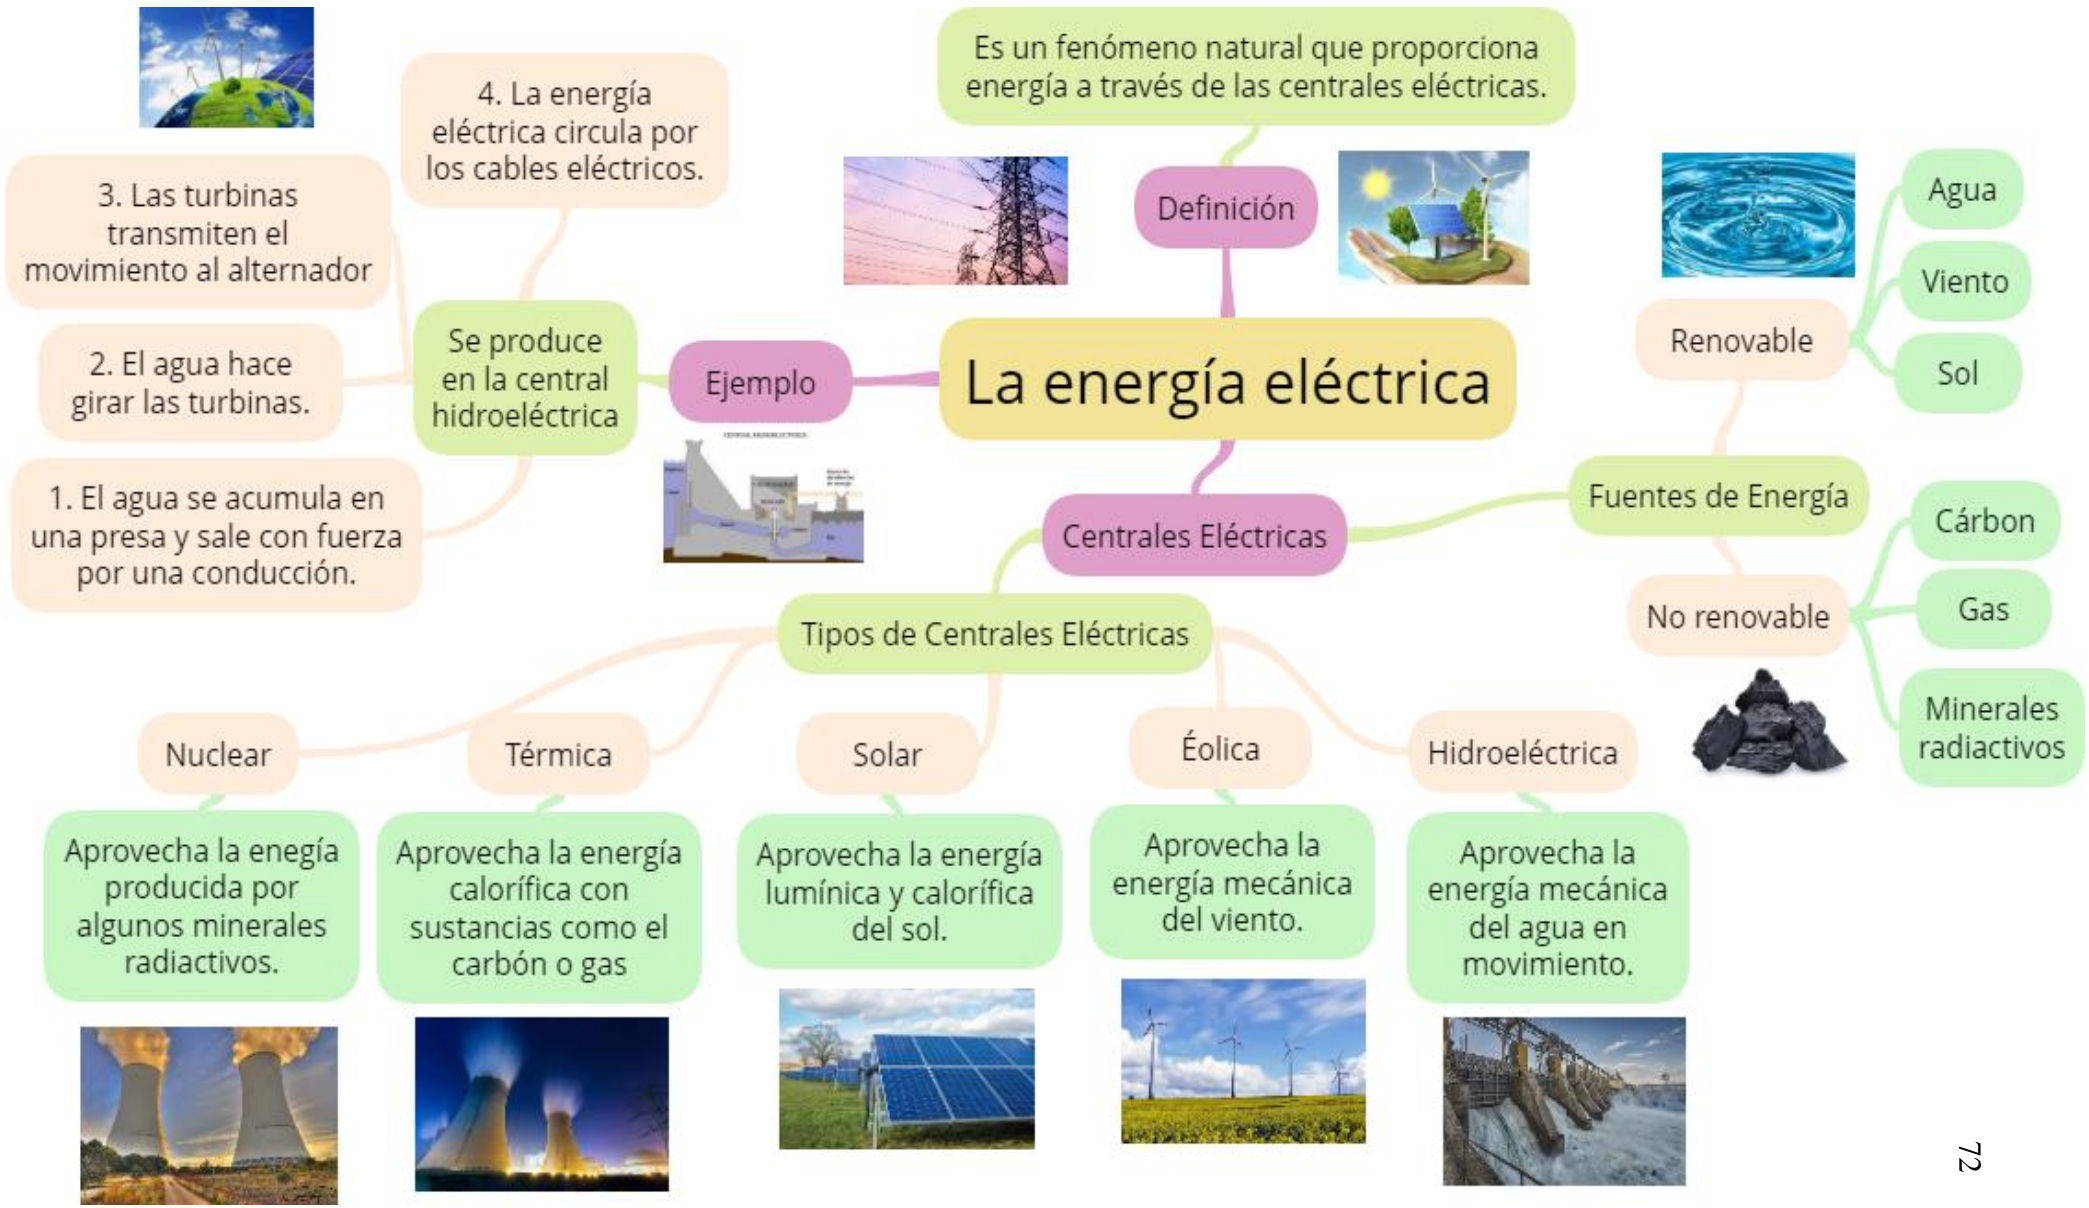 Es un fenómeno natural que proporciona
energía a través de las centrales eléctricas.
Definición
La energía eléctrica
Ejemplo
Se produce
en la central
hidroeléctrica
4. La energía
eléctrica circula por
los cables eléctricos.
3. Las turbinas
transmiten el
movimiento al alternador
2. El agua hace
girar las turbinas.
1. El agua se acumula en
una presa y sale con fuerza
por una conducción.
CENTRAL HIDROELÉCTRICA
Centrales Eléctricas
Fuentes de Energía
Renovable
Agua
Viento
Sol
No renovable
Cárbon
Gas
Minerales
radiactivos
Tipos de Centrales Eléctricas
Nuclear
Aprovecha la enegía
producida por
algunos minerales
radiactivos.
Térmica
Aprovecha la energía
calorífica con
sustancias como el
carbón o gas
Solar
Aprovecha la energía
lumínica y calorífica
del sol.
Éolica
Aprovecha la
energía mecánica
del viento.
Hidroeléctrica
Aprovecha la
energía mecánica
del agua en
movimiento.
72